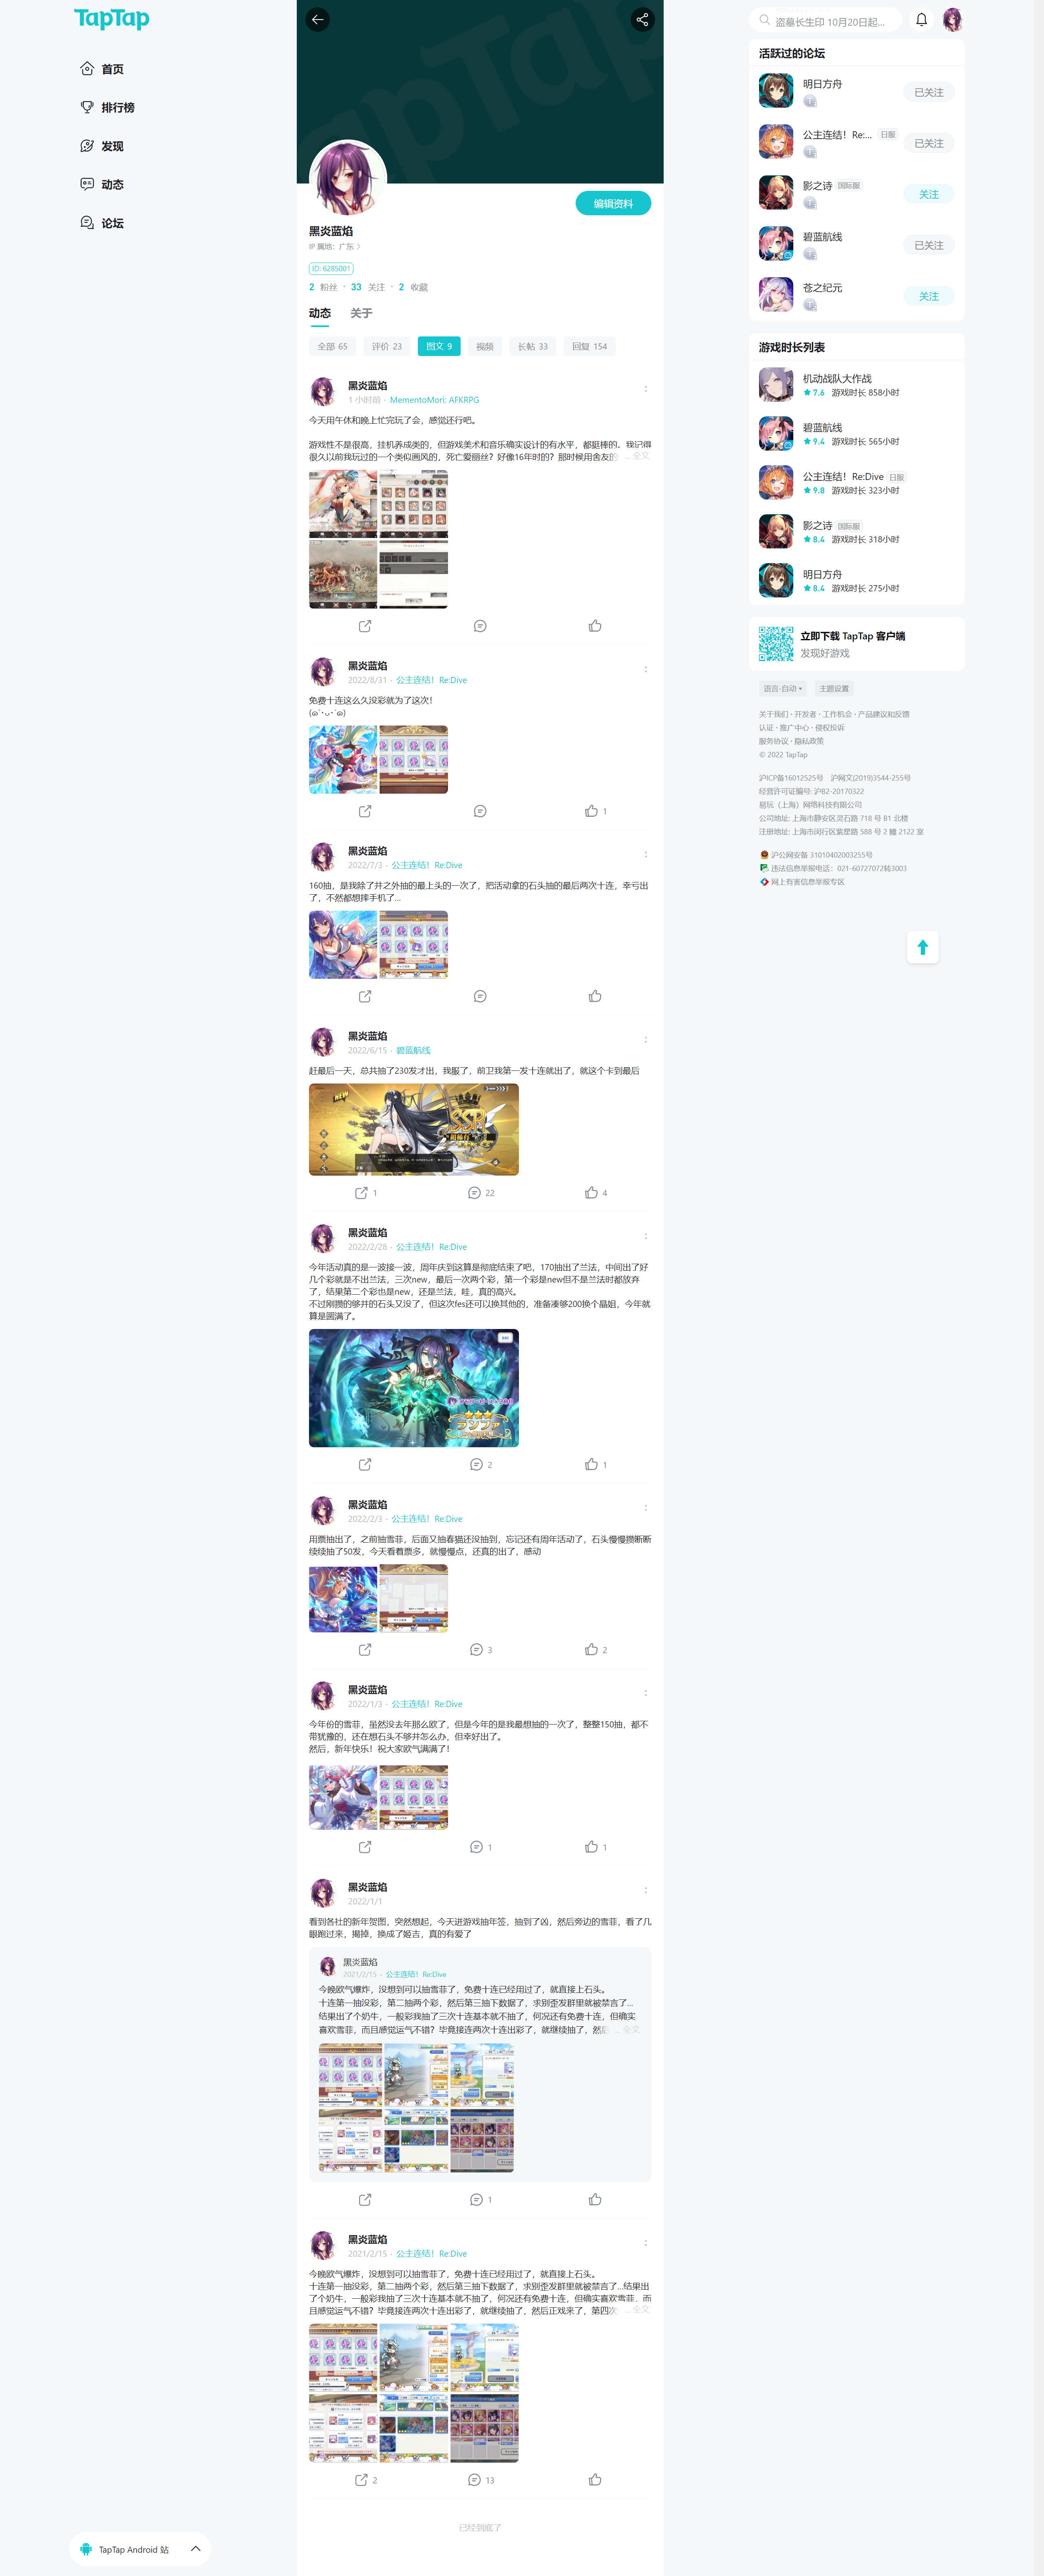 TapTap
首页
排行榜
发现
动态
论坛
编辑资料
黑炎蓝焰
IP 属地：广东
ID: 6285001
2 粉丝 · 33 关注 · 2 收藏
动态 关于
全部 65 评价 23 图文 9 视频 长帖 33 回复 154
黑炎蓝焰
1 小时前 · MementoMori: AFKRPG
今天用午休和晚上忙完玩了会，感觉还行吧。
游戏性不是很高，挂机养成类的，但游戏美术和音乐确实设计的有水平，都挺棒的。我记得
很久以前我玩过的一个类似画风的，死亡爱丽丝？好像16年时的？那时候用舍友的 ... 全文
黑炎蓝焰
2022/8/31 · 公主连结！Re:Dive
免费十连这么久没彩就为了这次！
黑炎蓝焰
1
2022/7/3 · 公主连结！Re:Dive
160抽，是我除了井之外抽的最上头的一次了，把活动拿的石头抽的最后两次十连，幸亏出
了，不然都想摔手机了...
黑炎蓝焰
2022/6/15 · 碧蓝航线
赶最后一天，总共抽了230发才出，我服了，前卫我第一发十连就出了，就这个卡到最后
NEW
SSR
1 22 4
黑炎蓝焰
2022/2/28 · 公主连结！Re:Dive
今年活动真的是一波接一波，周年庆到这算是彻底结束了吧，170抽出了兰法，中间出了好
几个彩就是不出兰法，三次new，最后一次两个彩，第一个彩是new但不是兰法时都放弃
了，结果第二个彩也是new，还是兰法，哇，真的高兴。
不过刚攒的够井的石头又没了，但这次fes还可以换其他的，准备凑够200换个晶姐，今年就
算是圆满了。
ランファ
2 1
黑炎蓝焰
2022/2/3 · 公主连结！Re:Dive
用票抽出了，之前抽雪菲，后面又抽春猫还没抽到，忘记还有周年活动了，石头慢慢攒断断
续续抽了50发，今天看着票多，就慢慢点，还真的出了，感动
3 2
黑炎蓝焰
2022/1/3 · 公主连结！Re:Dive
今年份的雪菲，虽然没去年那么欧了，但是今年的是我最想抽的一次了，整整150抽，都不
带犹豫的，还在想石头不够井怎么办，但幸好出了。
然后，新年快乐！祝大家欧气满满了！
1 1
黑炎蓝焰
2022/1/1
看到各社的新年贺图，突然想起，今天进游戏抽年签，抽到了凶，然后旁边的雪菲，看了几
眼跑过来，揭掉，换成了姬吉，真的有爱了
黑炎蓝焰
2021/2/15 · 公主连结！Re:Dive
今晚欧气爆炸，没想到可以抽雪菲了，免费十连已经用过了，就直接上石头。
十连第一抽没彩，第二抽两个彩，然后第三抽下数据了，求别歪发群里就被禁言了...
结果出了个奶牛，一般彩我抽了三次十连基本就不抽了，何况还有免费十连，但确实
喜欢雪菲，而且感觉运气不错？毕竟接连两次十连出彩了，就继续抽了，然后 ... 全文
1
黑炎蓝焰
2021/2/15 · 公主连结！Re:Dive
今晚欧气爆炸，没想到可以抽雪菲了，免费十连已经用过了，就直接上石头。
十连第一抽没彩，第二抽两个彩，然后第三抽下数据了，求别歪发群里就被禁言了...结果出
了个奶牛，一般彩我抽了三次十连基本就不抽了，何况还有免费十连，但确实喜欢雪菲，而
且感觉运气不错？毕竟接连两次十连出彩了，就继续抽了，然后正戏来了，第四次 ... 全文
2 13
已经到底了
盗墓长生印 10月20日起...
活跃过的论坛
明日方舟 已关注
公主连结！Re:... 日服 已关注
影之诗 国际服 关注
碧蓝航线 已关注
苍之纪元 关注
游戏时长列表
机动战队大作战
7.6 游戏时长 858小时
碧蓝航线
9.4 游戏时长 565小时
公主连结！Re:Dive 日服
9.8 游戏时长 323小时
影之诗 国际服
8.4 游戏时长 318小时
明日方舟
8.4 游戏时长 275小时
立即下载 TapTap 客户端
发现好游戏
语言-自动 主题设置
关于我们 · 开发者 · 工作机会 · 产品建议和反馈
认证 · 推广中心 · 侵权投诉
服务协议 · 隐私政策
© 2022 TapTap
沪ICP备16012525号 沪网文(2019)3544-255号
经营许可证编号: 沪B2-20170322
易玩（上海）网络科技有限公司
公司地址: 上海市静安区灵石路 718 号 B1 北楼
注册地址: 上海市闵行区紫星路 588 号 2 幢 2122 室
沪公网安备 31010402003255号
违法信息举报电话：021-60727072转3003
网上有害信息举报专区
TapTap Android 站